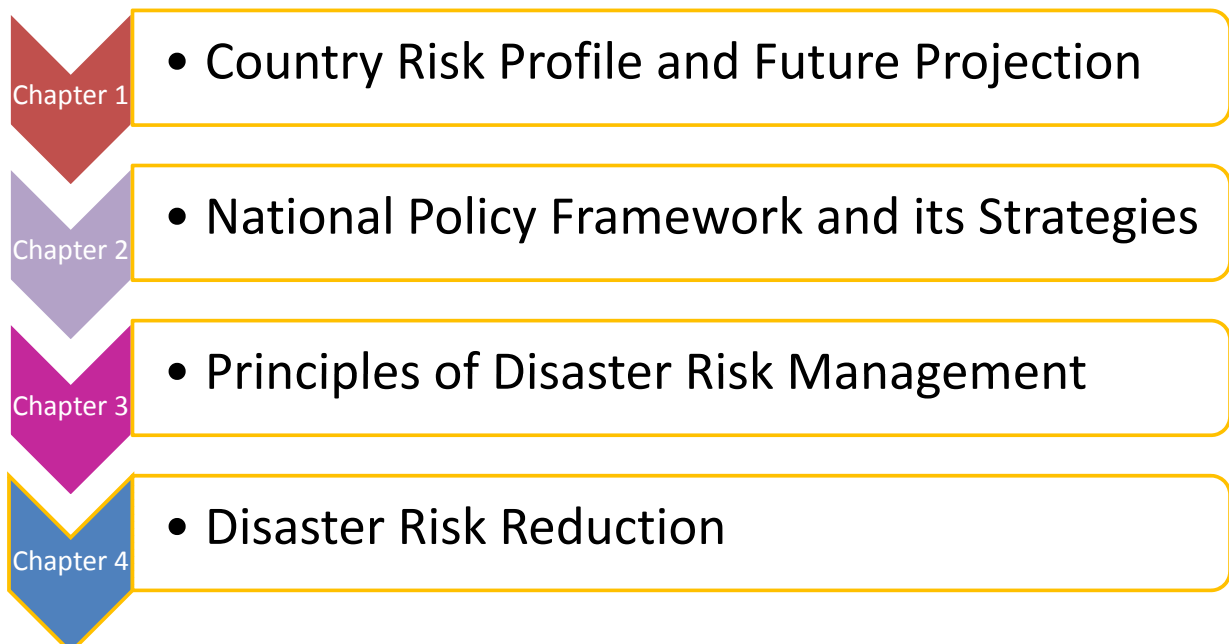 Chapter 1
• Country Risk Profile and Future Projection
Chapter 2
• National Policy Framework and its Strategies
Chapter 3
• Principles of Disaster Risk Management
Chapter 4
• Disaster Risk Reduction